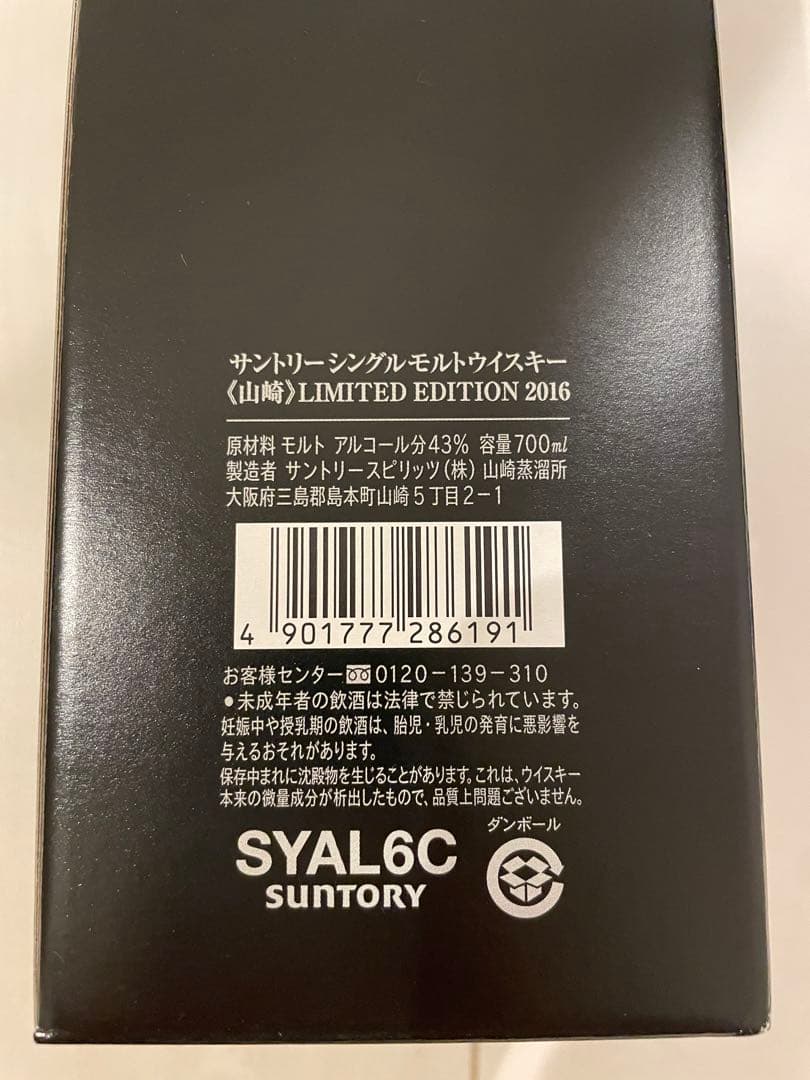 サントリーシングルモルトウイスキー
《山崎》LIMITED EDITION 2016
原材料 モルト アルコール分43% 容量700㎖
製造者 サントリースピリッツ(株) 山崎蒸溜所
大阪府三島郡島本町山崎5丁目2-1
4 901777 286191
お客様センター 0120-139-310
●未成年者の飲酒は法律で禁じられています。
妊娠中や授乳期の飲酒は、胎児・乳児の発育に悪影響を
与えるおそれがあります。
保存中まれに沈殿物を生じることがあります。これは、ウイスキー
本来の微量成分が析出したもので、品質上問題ございません。
ダンボール
SYAL6C
SUNTORY